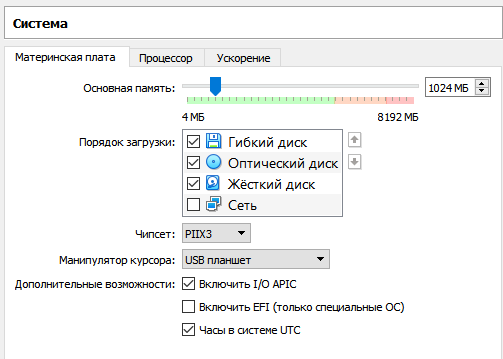 Система
Материнская плата Процессор Ускорение
Основная память: 1024 МБ
4 МБ 8192 МБ
Порядок загрузки: Гибкий диск
Оптический диск
Жёсткий диск
Сеть
Чипсет: PIIX3
Манипулятор курсора: USB планшет
Дополнительные возможности: Включить I/O APIC
Включить EFI (только специальные ОС)
Часы в системе UTC